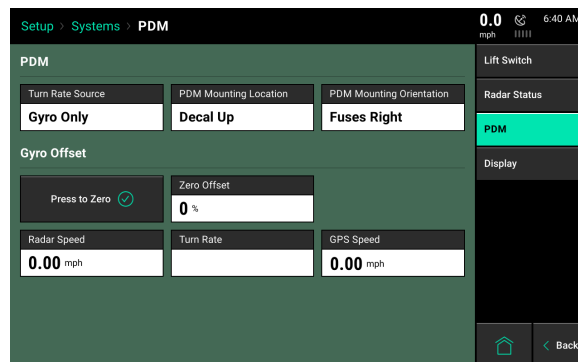 Setup > Systems > PDM
0.0 mph
6:40 AM
PDM
Turn Rate Source
Gyro Only
PDM Mounting Location
Decal Up
PDM Mounting Orientation
Fuses Right
Gyro Offset
Press to Zero
Zero Offset
0 %
Radar Speed
0.00 mph
Turn Rate
GPS Speed
0.00 mph
Lift Switch
Radar Status
PDM
Display
< Back